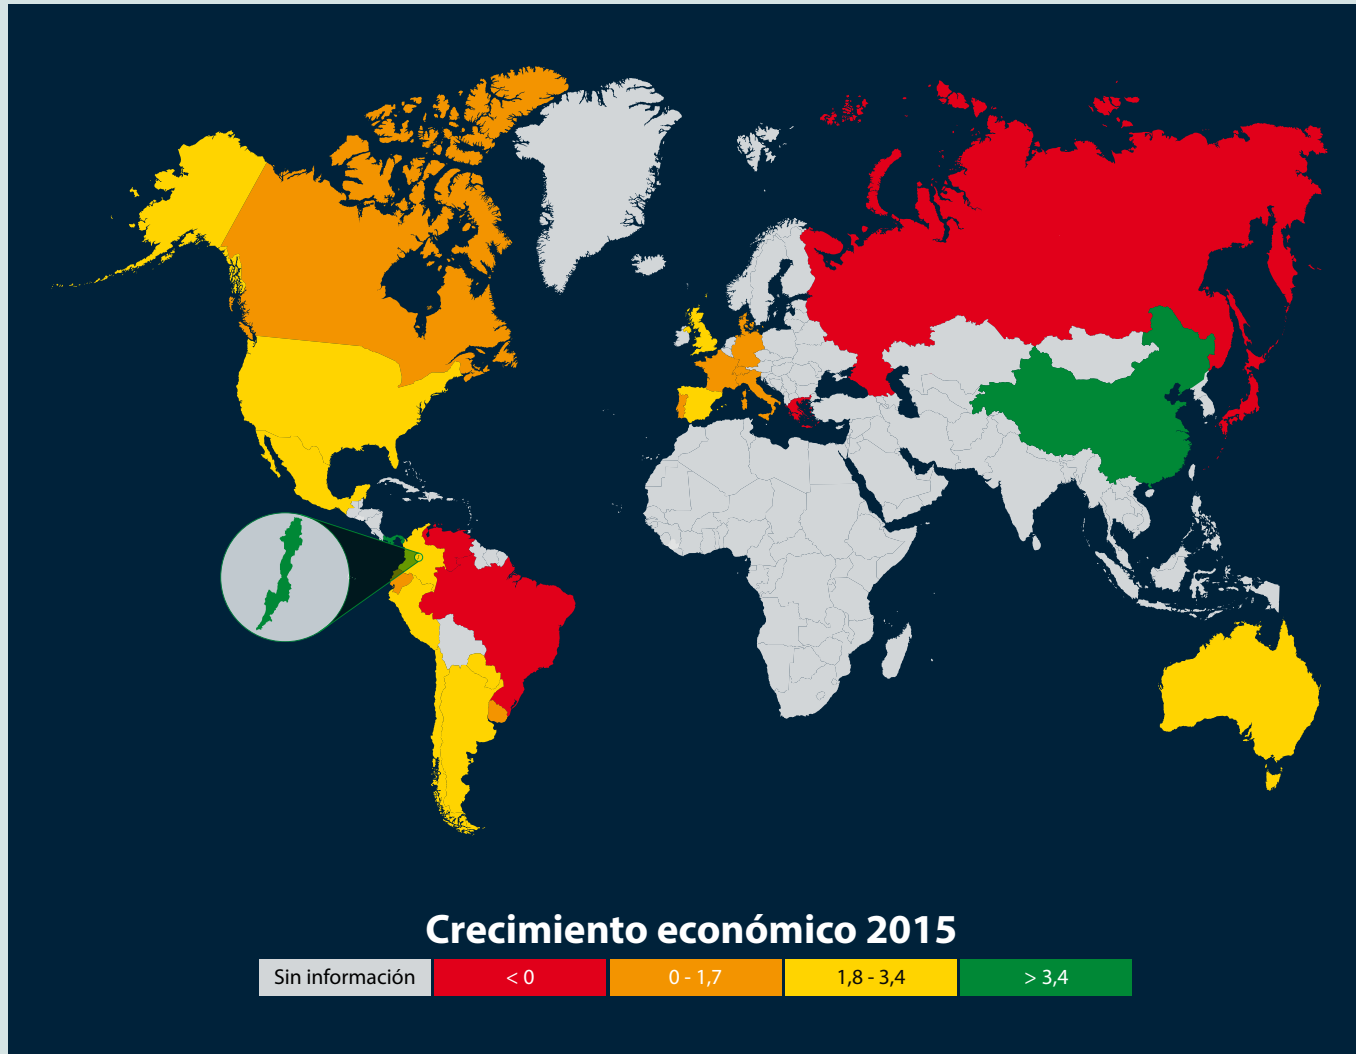 Crecimiento económico 2015
Sin información
< 0
0 - 1,7
1,8 - 3,4
> 3,4